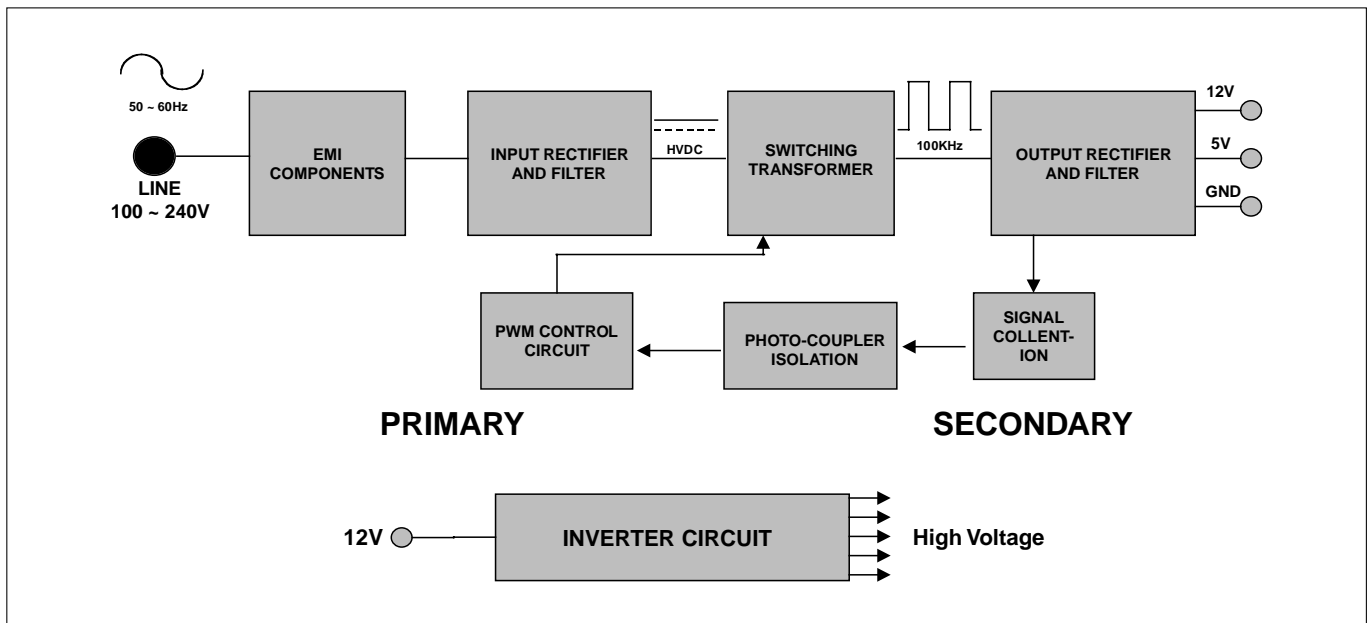 50 ~ 60Hz
LINE
100 ~ 240V
EMI
COMPONENTS
INPUT RECTIFIER
AND FILTER
HVDC
SWITCHING
TRANSFORMER
100KHz
OUTPUT RECTIFIER
AND FILTER
12V
5V
GND
PWM CONTROL
CIRCUIT
PHOTO-COUPLER
ISOLATION
SIGNAL
COLLENT-
ION
PRIMARY
SECONDARY
12V
INVERTER CIRCUIT
High Voltage